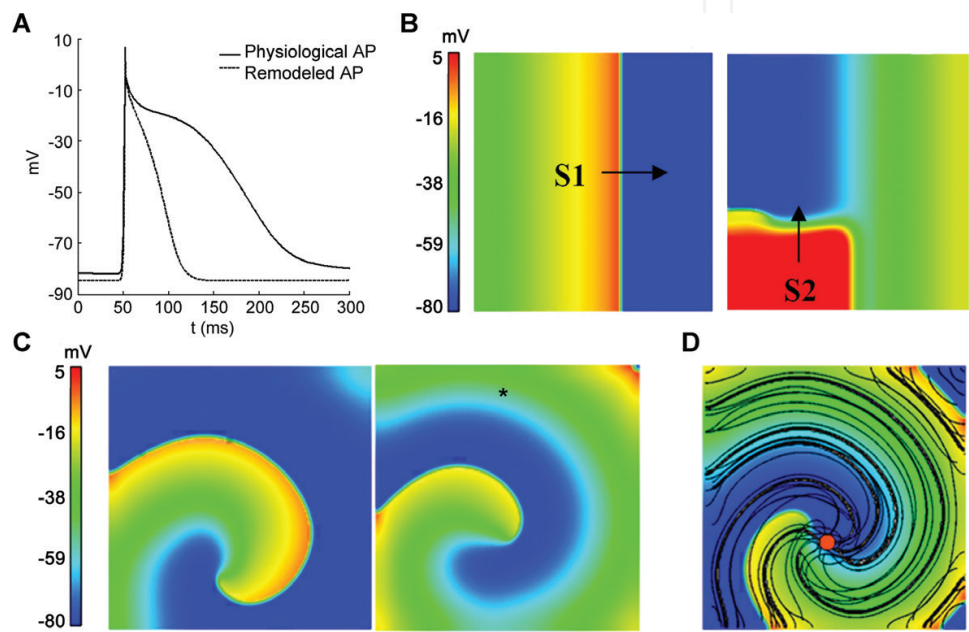 A
10
-10
-30
-50
-70
-90
mV
0 50 100 150 200 250 300
t (ms)
Physiological AP
Remodeled AP
B
mV
5
-16
-38
-59
-80
S1
S2
C
mV
5
-16
-38
-59
-80
*
D